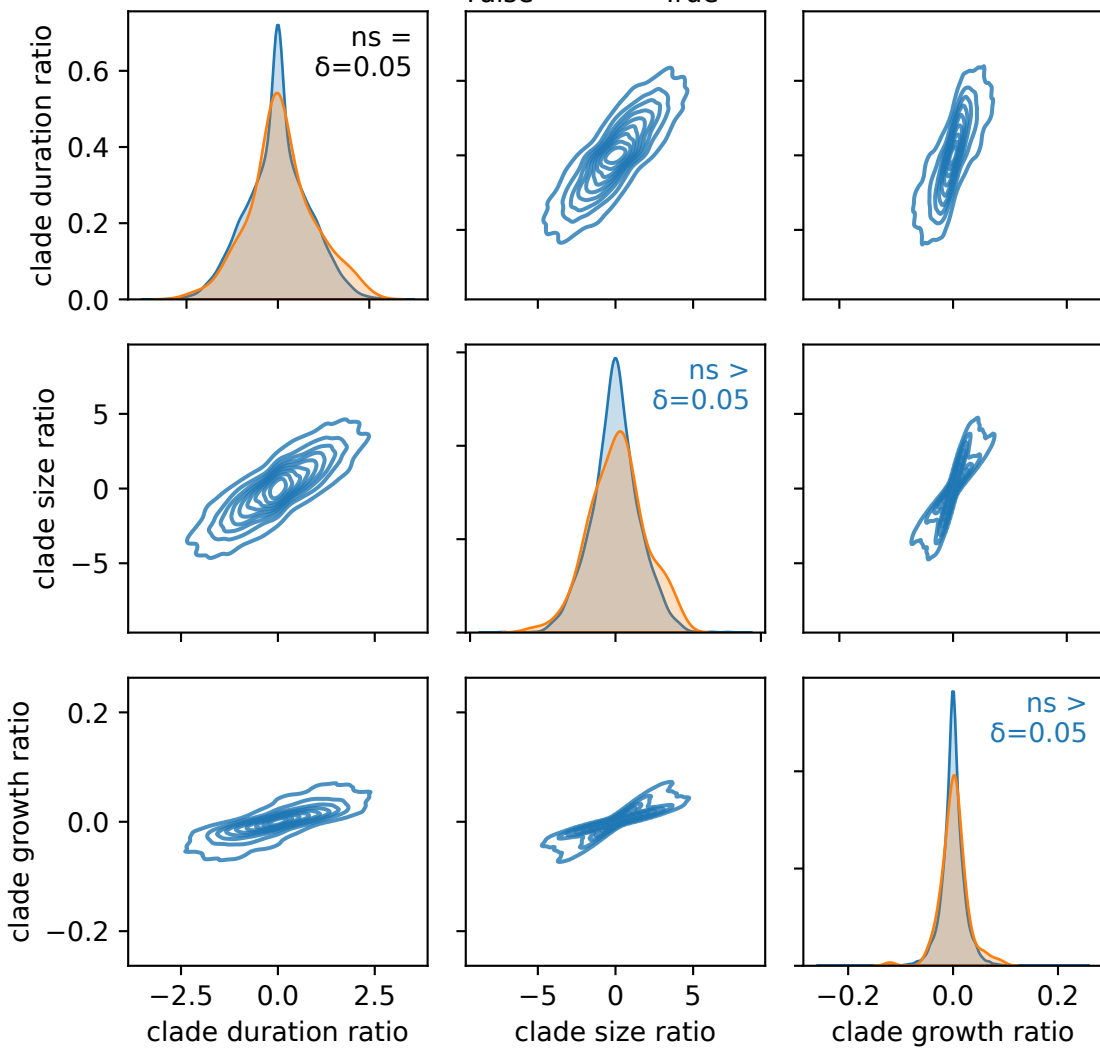 clade duration ratio
0.6
0.4
0.2
0.0
ns =
δ=0.05
clade size ratio
5
0
−5
ns >
δ=0.05
clade growth ratio
0.2
0.0
−0.2
ns >
δ=0.05
−2.5 0.0 2.5
−5 0 5
−0.2 0.0 0.2
clade duration ratio
clade size ratio
clade growth ratio